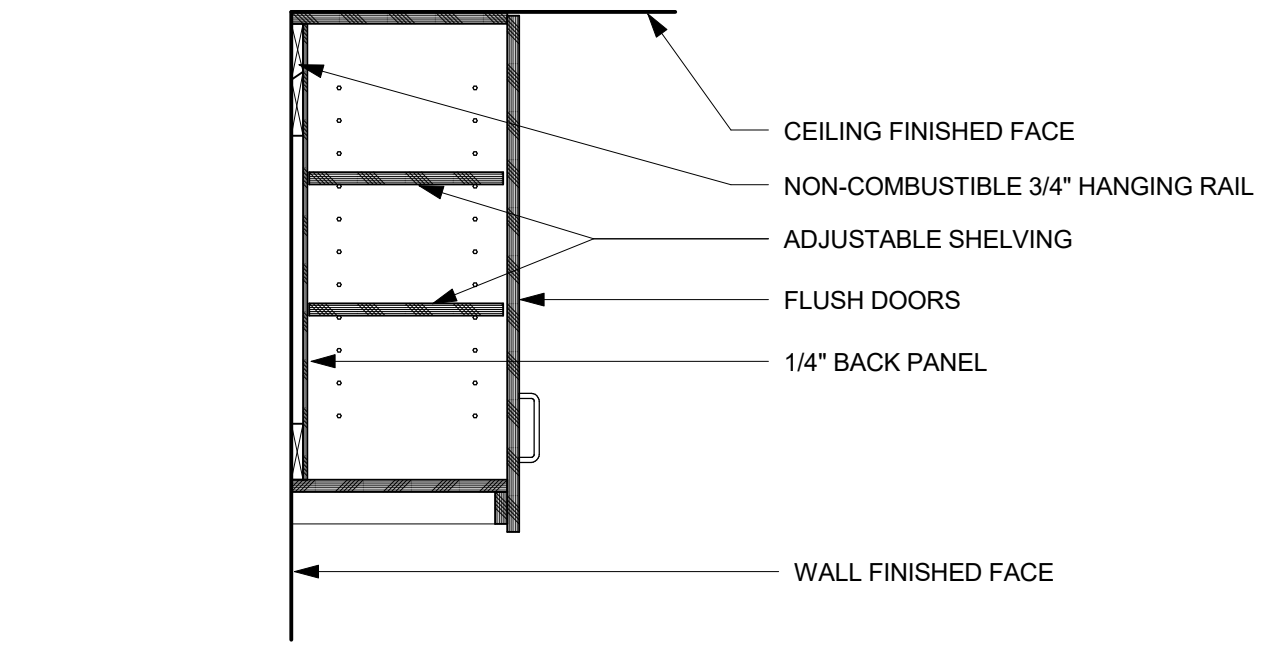 CEILING FINISHED FACE
NON-COMBUSTIBLE 3/4" HANGING RAIL
ADJUSTABLE SHELVING
FLUSH DOORS
1/4" BACK PANEL
WALL FINISHED FACE